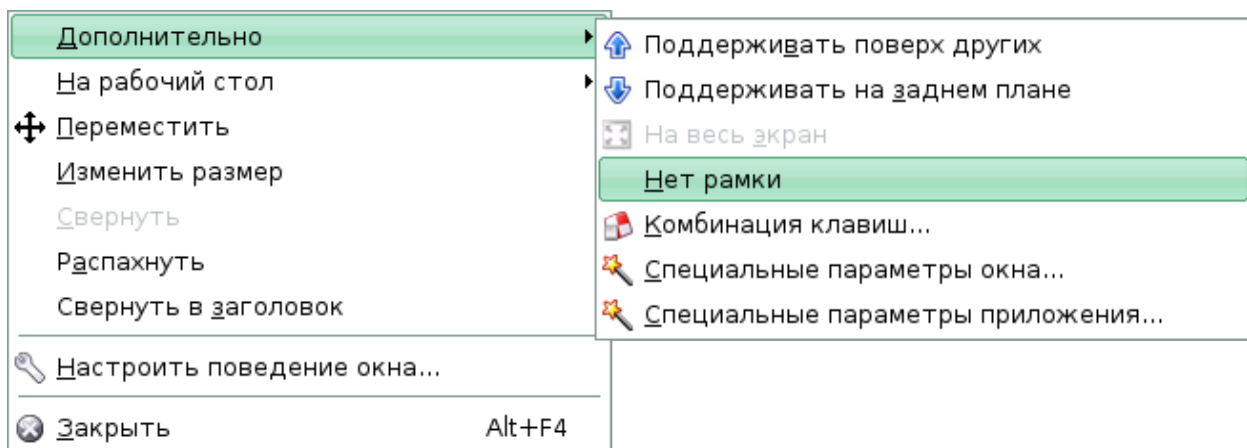 Дополнительно
На рабочий стол
Переместить
Изменить размер
Свернуть
Распахнуть
Свернуть в заголовок
Настроить поведение окна...
Закрыть Alt+F4
Поддерживать поверх других
Поддерживать на заднем плане
На весь экран
Нет рамки
Комбинация клавиш...
Специальные параметры окна...
Специальные параметры приложения...